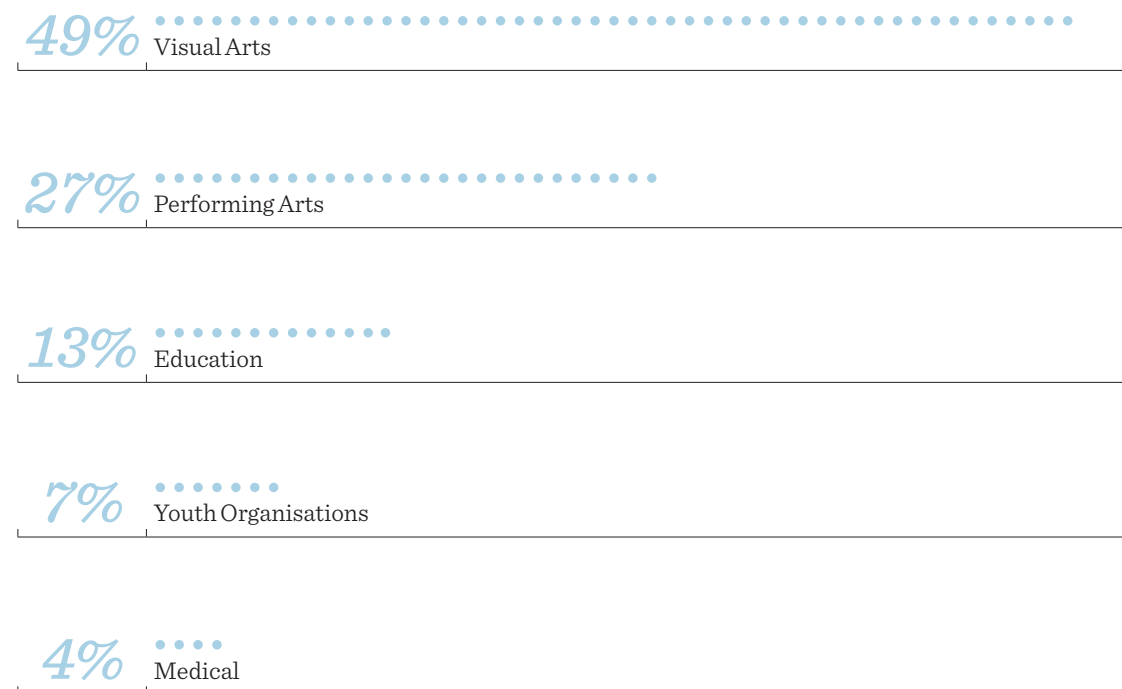 49%
Visual Arts
27%
Performing Arts
13%
Education
7%
Youth Organisations
4%
Medical